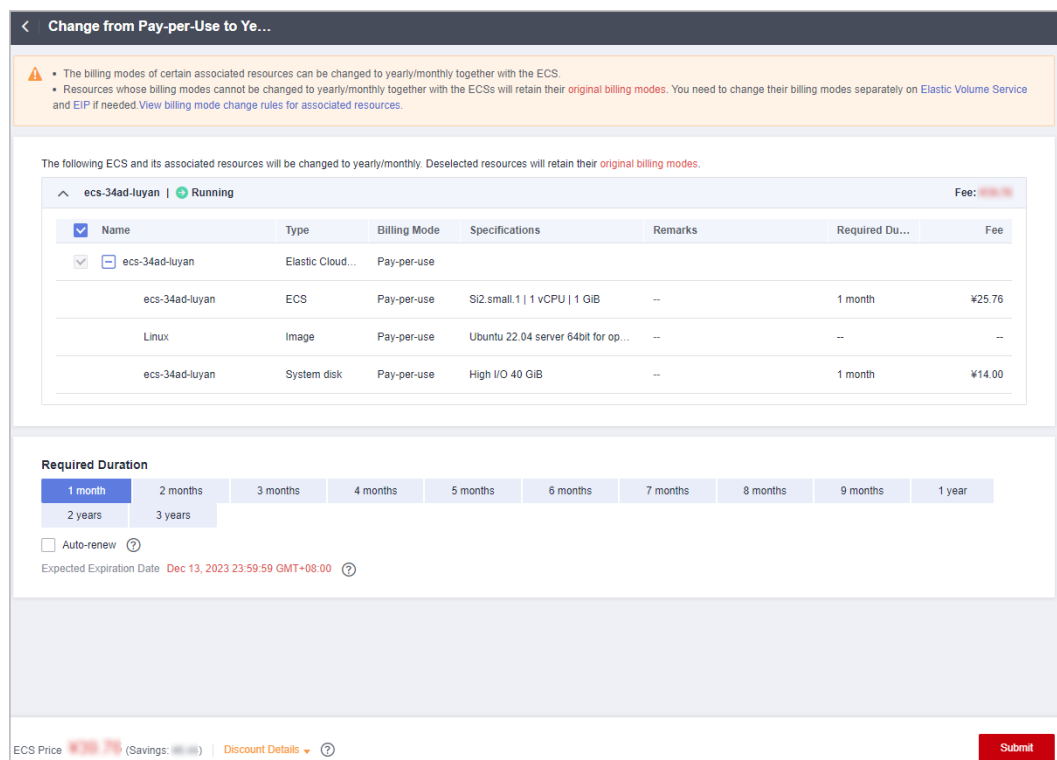 Change from Pay-per-Use to Ye...
• The billing modes of certain associated resources can be changed to yearly/monthly together with the ECS.
• Resources whose billing modes cannot be changed to yearly/monthly together with the ECSs will retain their original billing modes. You need to change their billing modes separately on Elastic Volume Service
and EIP if needed.View billing mode change rules for associated resources.
The following ECS and its associated resources will be changed to yearly/monthly. Deselected resources will retain their original billing modes.
ecs-34ad-luyan | Running Fee:
Name Type Billing Mode Specifications Remarks Required Du... Fee
ecs-34ad-luyan Elastic Cloud... Pay-per-use
ecs-34ad-luyan ECS Pay-per-use Si2.small.1 | 1 vCPU | 1 GiB -- 1 month ¥25.76
Linux Image Pay-per-use Ubuntu 22.04 server 64bit for op... -- -- --
ecs-34ad-luyan System disk Pay-per-use High I/O 40 GiB -- 1 month ¥14.00
Required Duration
1 month 2 months 3 months 4 months 5 months 6 months 7 months 8 months 9 months 1 year
2 years 3 years
Auto-renew ?
Expected Expiration Date Dec 13, 2023 23:59:59 GMT+08:00 ?
ECS Price (Savings: ) | Discount Details ? Submit